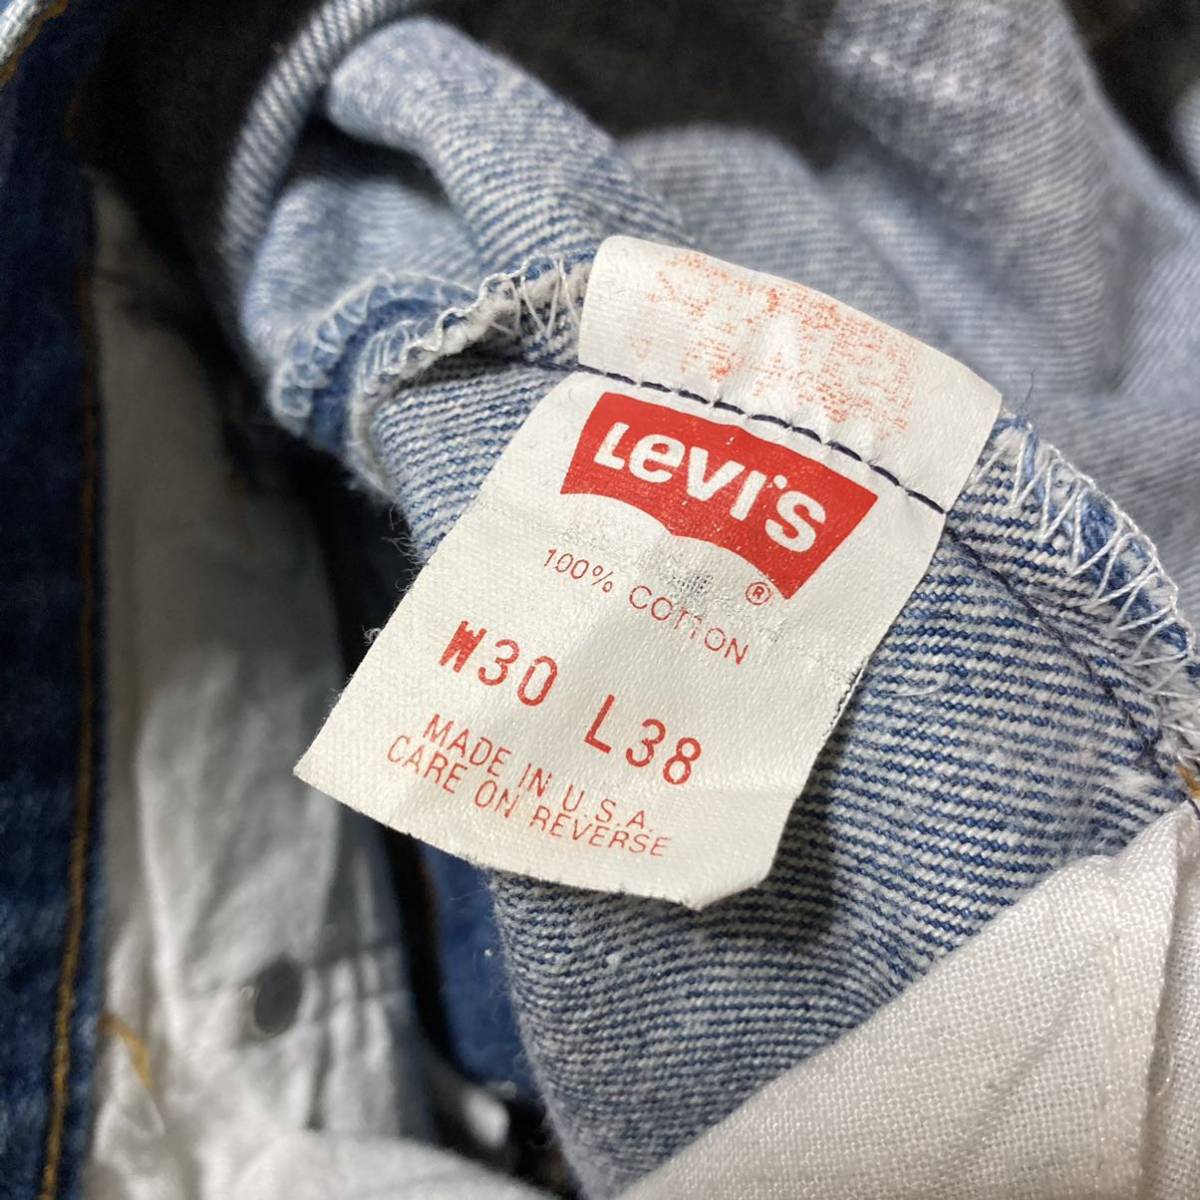 Levi's
®
100% COTTON
W30 L38
MADE IN U.S.A.
CARE ON REVERSE